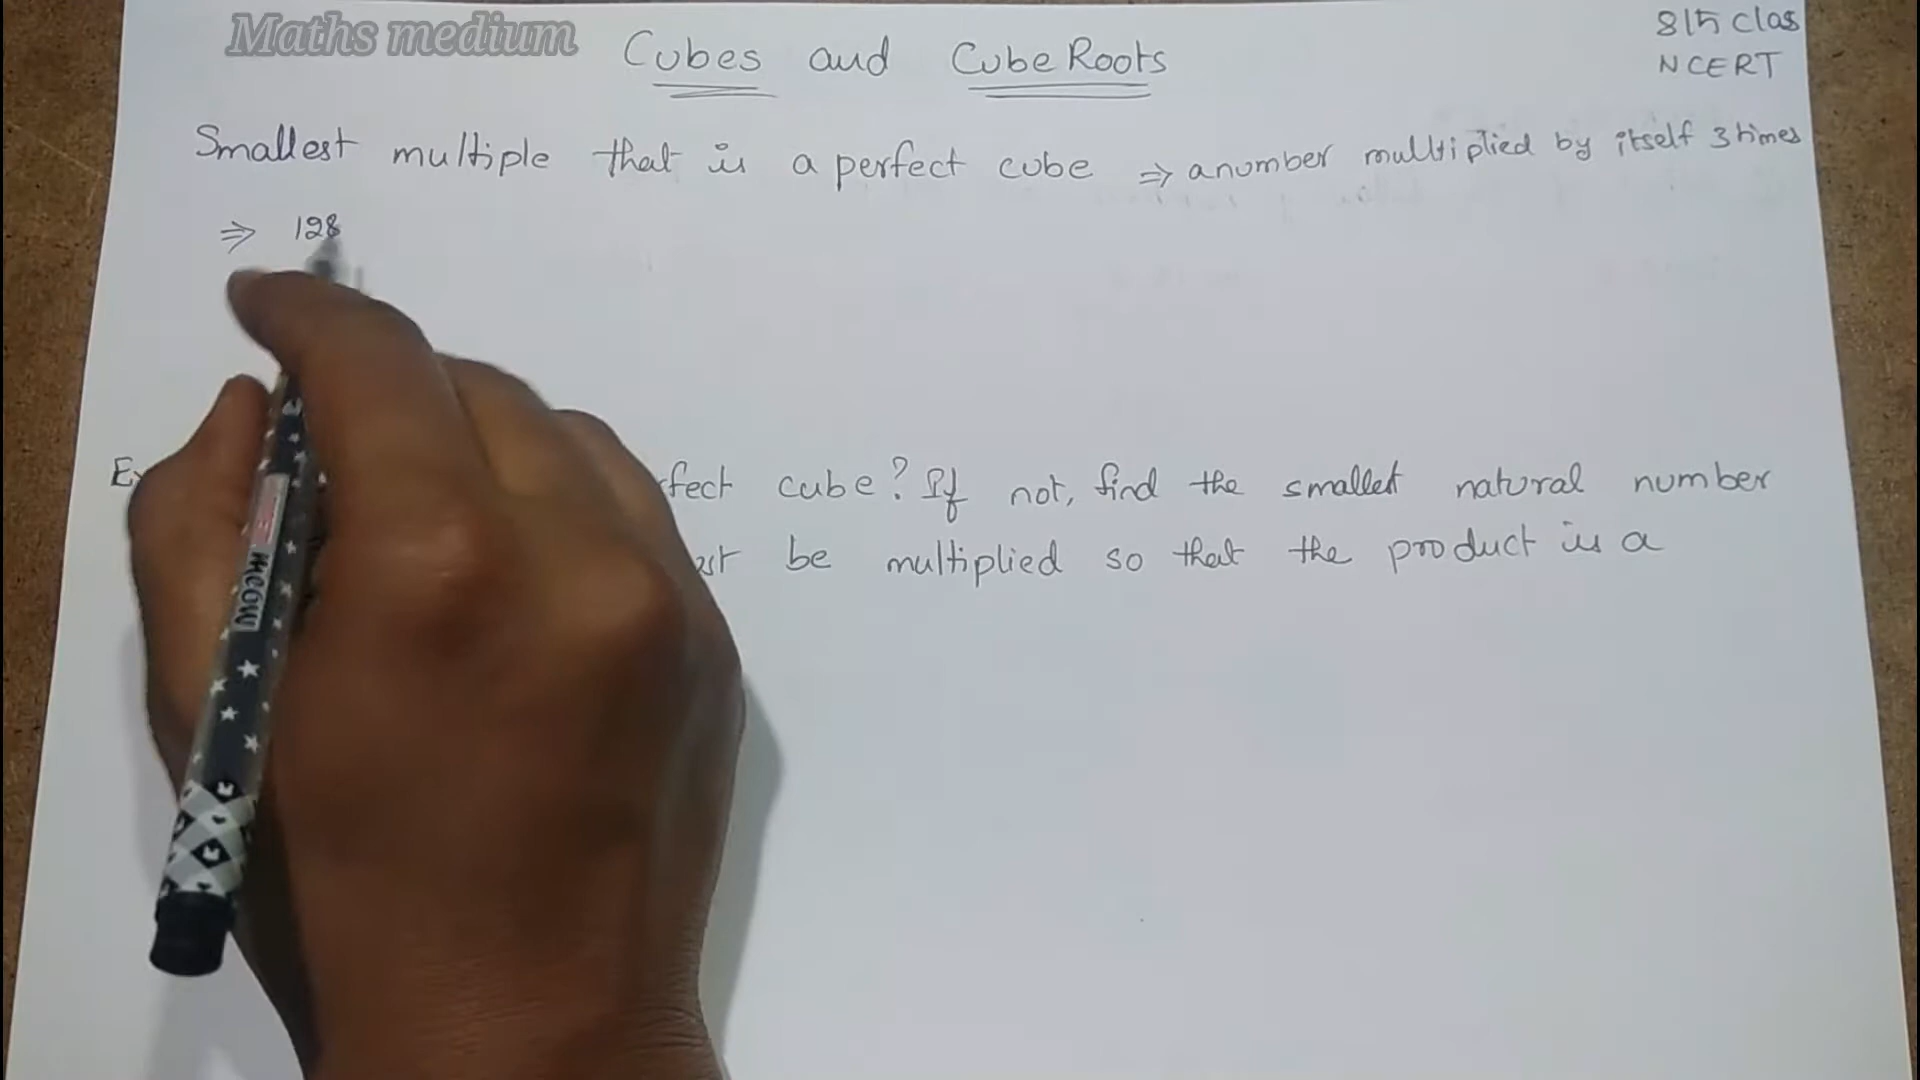 Maths medium
Cubes and Cube Roots
8th Clas
NCERT
Smallest multiple that is a perfect cube ⇒ a number multiplied by itself 3 times
⇒ 128
cube? If not, find the smallest natural number
be multiplied so that the product is a
MEOW